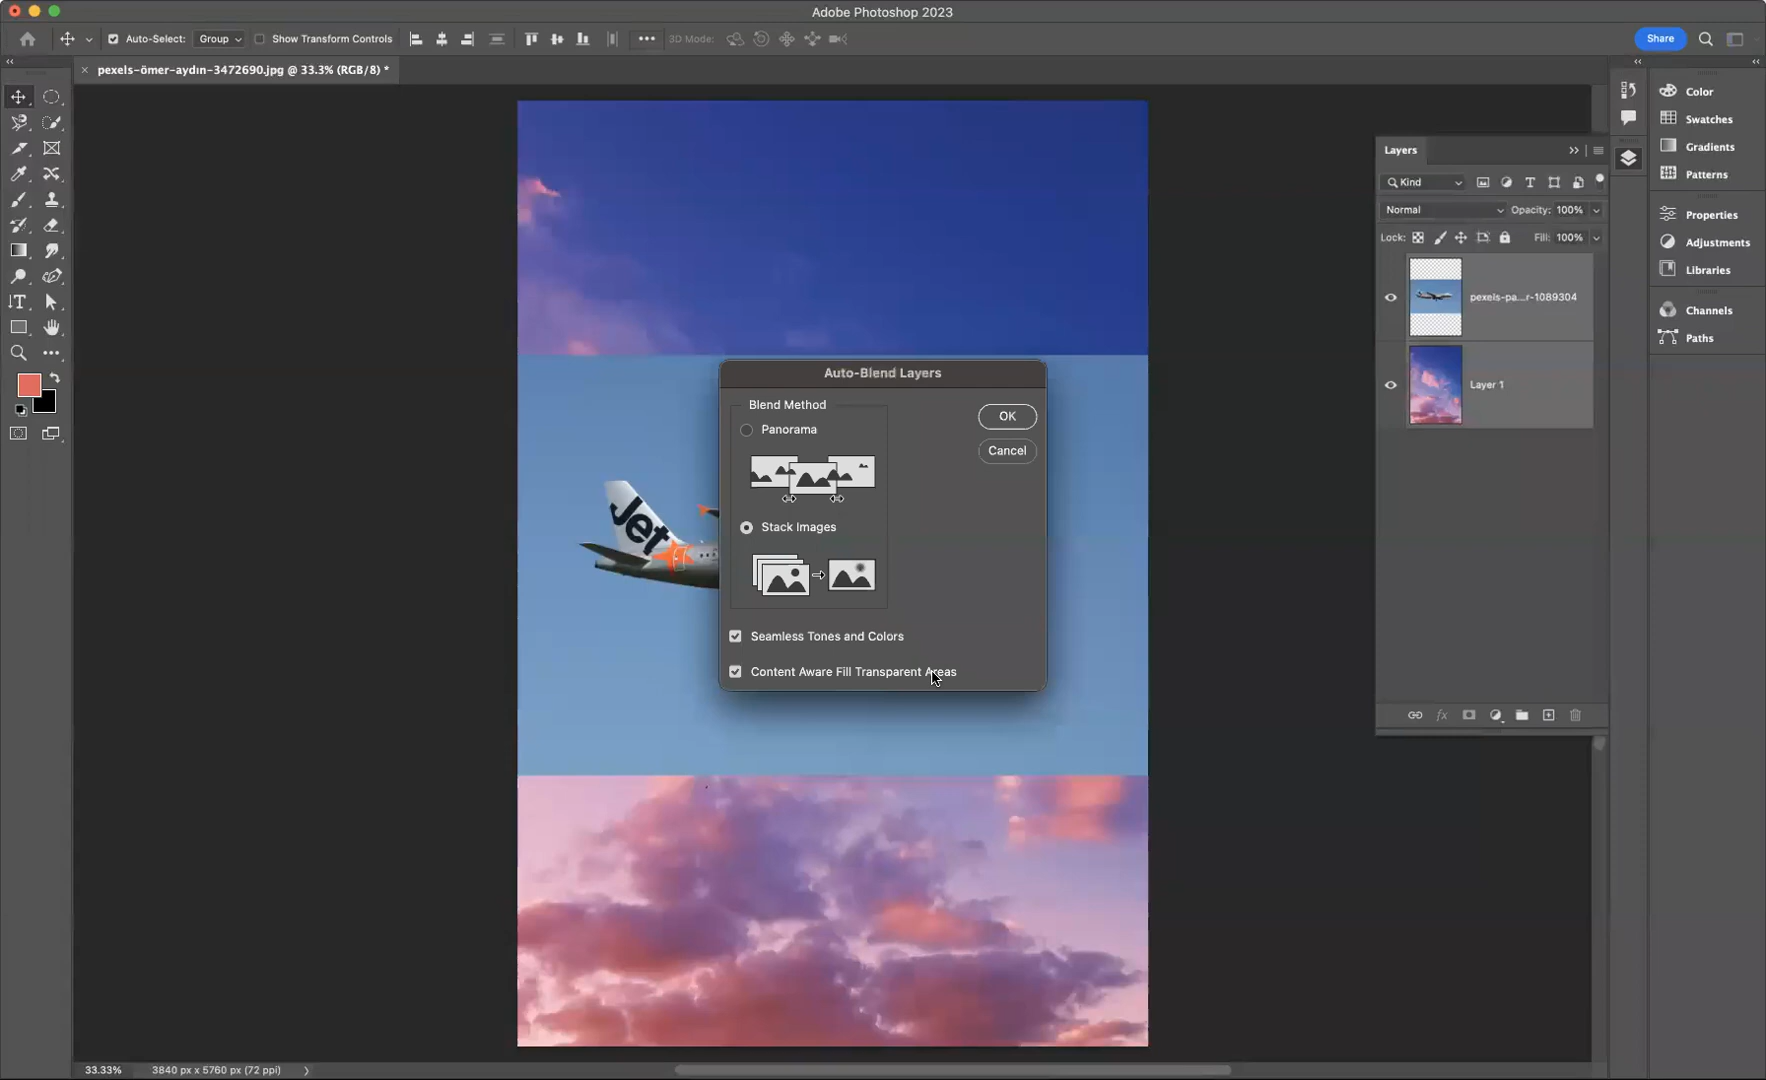 Adobe Photoshop 2023
Auto-Select: Group Show Transform Controls 3D Mode: Share
pexels-ömer-aydın-3472690.jpg @ 33.3% (RGB/8) *
Color
Swatches
Gradients
Patterns
Properties
Adjustments
Libraries
Channels
Paths
Layers
Kind
Normal Opacity: 100%
Lock: Fill: 100%
pexels-pa...r-1089304
Layer 1
Auto-Blend Layers
Blend Method
Panorama
Stack Images
OK
Cancel
Seamless Tones and Colors
Content Aware Fill Transparent Areas
Jet
33.33% 3840 px x 5760 px (72 ppi)